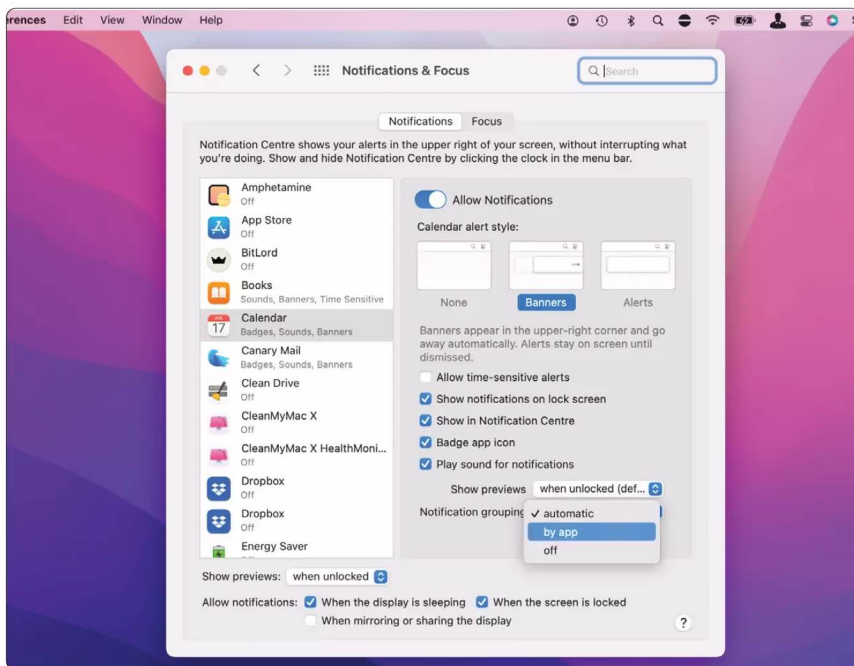 erences Edit View Window Help
Notifications & Focus
Search
Notifications Focus
Notification Centre shows your alerts in the upper right of your screen, without interrupting what
you're doing. Show and hide Notification Centre by clicking the clock in the menu bar.
Amphetamine
Off
App Store
Off
BitLord
Off
Books
Sounds, Banners, Time Sensitive
17
Calendar
Badges, Sounds, Banners
Canary Mail
Badges, Sounds, Banners
Clean Drive
Off
CleanMyMac X
Off
CleanMyMac X HealthMoni...
Off
Dropbox
Off
Dropbox
Off
Energy Saver
Allow Notifications
Calendar alert style:
None Banners Alerts
Banners appear in the upper-right corner and go
away automatically. Alerts stay on screen until
dismissed.
Allow time-sensitive alerts
Show notifications on lock screen
Show in Notification Centre
Badge app icon
Play sound for notifications
Show previews when unlocked (def...
Notification grouping ✓ automatic
by app
off
Show previews: when unlocked
Allow notifications: When the display is sleeping When the screen is locked
When mirroring or sharing the display
?